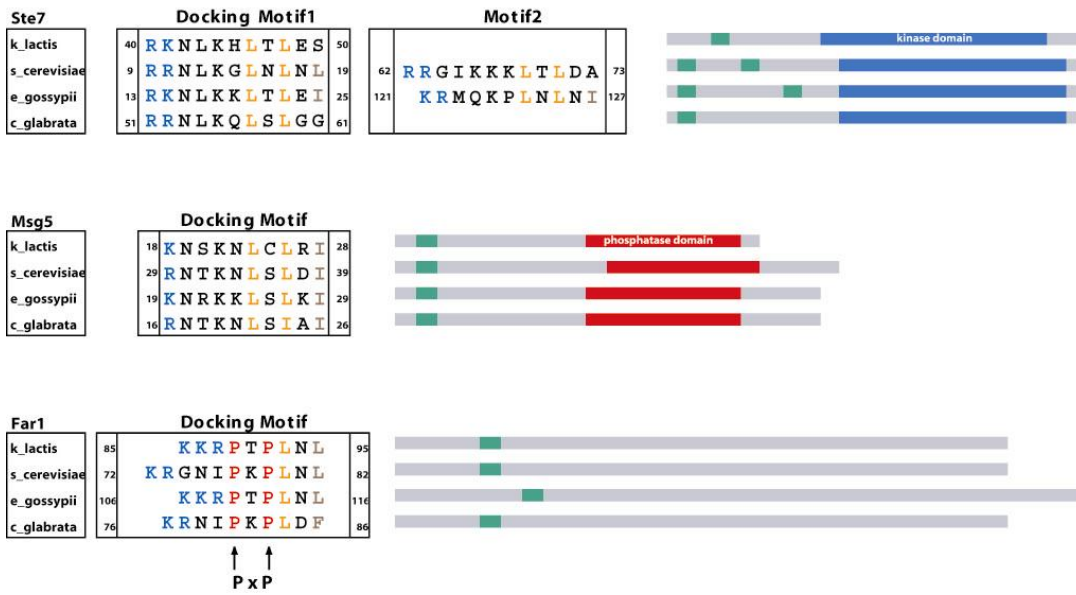 Ste7 Docking Motif1 Motif2
k_lactis 40 RKNLKHLTLES 50 kinase domain
s_cerevisiae 9 RRNLKGLNLNL 19 62 RRGIKKKLTLDA 73
e_gossypii 13 RKNLKKLTLEI 25 121 KRMQKPLNLNI 127
c_glabrata 51 RRNLKQLSLGG 61
Msg5 Docking Motif
k_lactis 18 KNSKNLCLRI 28 phosphatase domain
s_cerevisiae 29 RNTKNLSLDI 39
e_gossypii 19 KNRKKLSLKI 29
c_glabrata 16 RNTKNLSIAI 26
Far1 Docking Motif
k_lactis 85 KKRPTPLNL 95
s_cerevisiae 72 KRGNIPKPLNL 82
e_gossypii 106 KKRPTPLNL 116
c_glabrata 76 KRNIPKPLDF 86
P x P